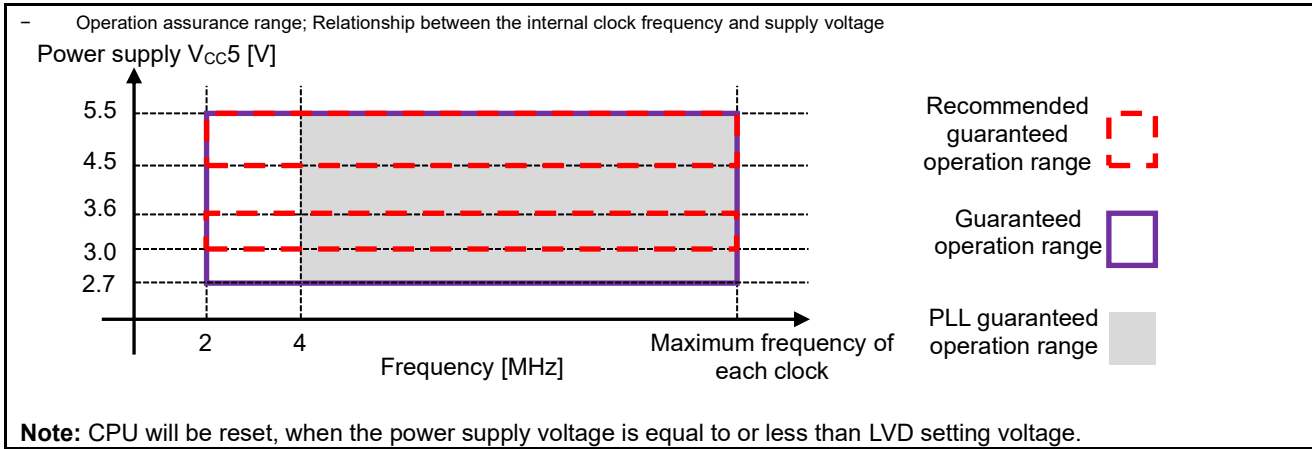 − Operation assurance range; Relationship between the internal clock frequency and supply voltage
Power supply VCC5 [V]
5.5
4.5
3.6
3.0
2.7
2
4
Maximum frequency of
each clock
Frequency [MHz]
Recommended
guaranteed
operation range
Guaranteed
operation range
PLL guaranteed
operation range
Note: CPU will be reset, when the power supply voltage is equal to or less than LVD setting voltage.